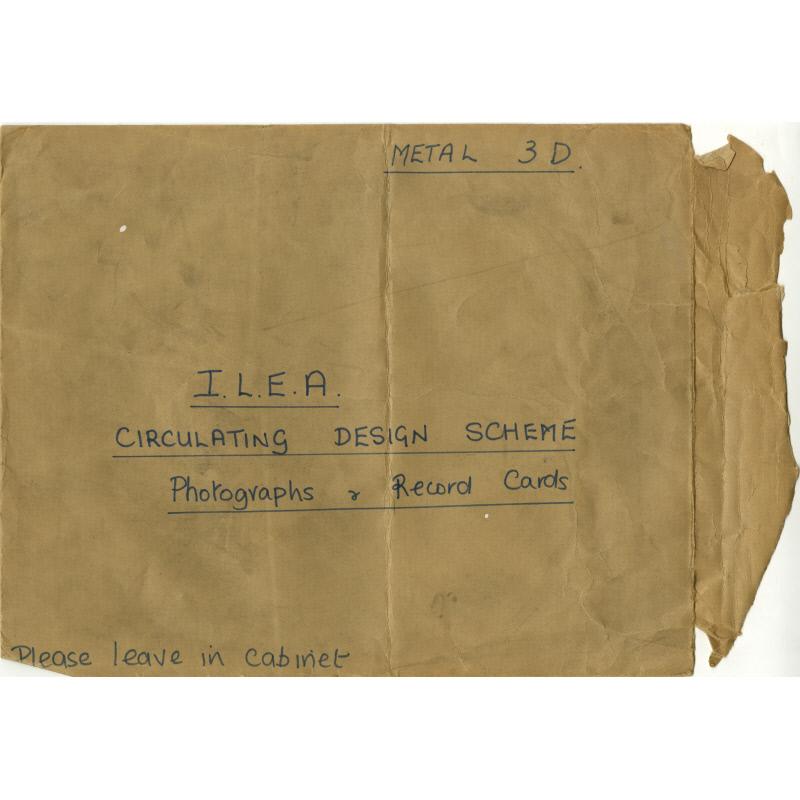 METAL 3D.
I.L.E.A.
CIRCULATING DESIGN SCHEME
Photographs & Record Cards
Please leave in cabinet